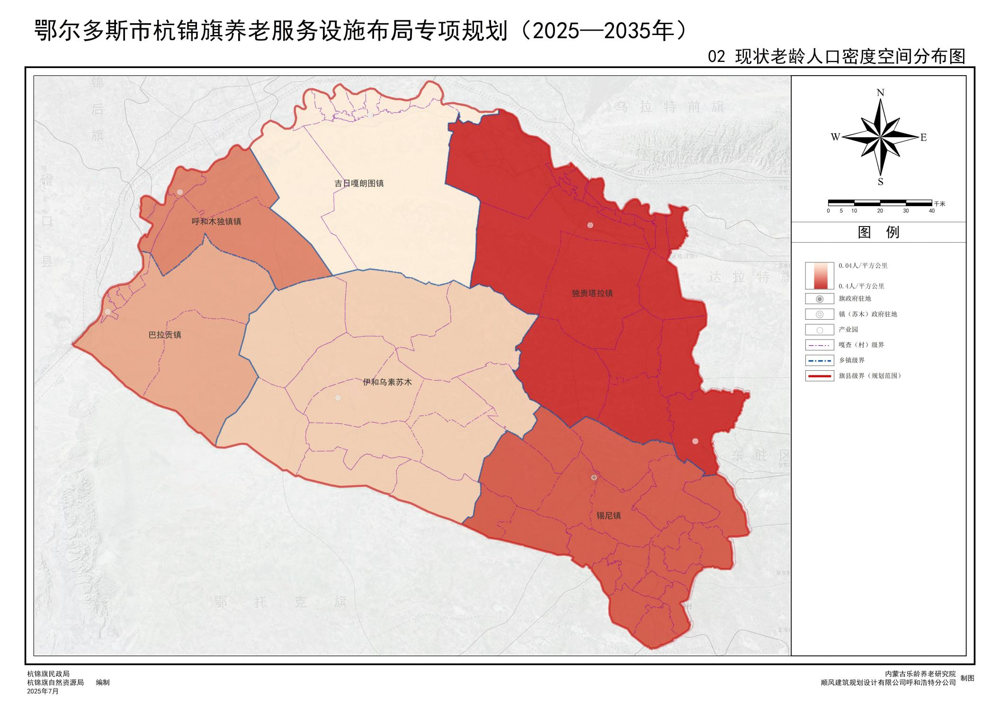 鄂尔多斯市杭锦旗养老服务设施布局专项规划（2025—2035年）
02 现状老龄人口密度空间分布图
锦后旗
乌拉特前旗
磴口县
达拉特旗
东胜区
鄂托克旗
吉日嘎朗图镇
呼和木独镇镇
独贵塔拉镇
巴拉贡镇
伊和乌素苏木
锡尼镇
N
W
E
S
0 5 10 20 30 40 千米
图 例
0.04人/平方公里
0.4人/平方公里
旗政府驻地
镇（苏木）政府驻地
产业园
嘎查（村）级界
乡镇级界
旗县级界（规划范围）
杭锦旗民政局
杭锦旗自然资源局 编制
2025年7月
内蒙古乐龄养老研究院
顺风建筑规划设计有限公司呼和浩特分公司 制图